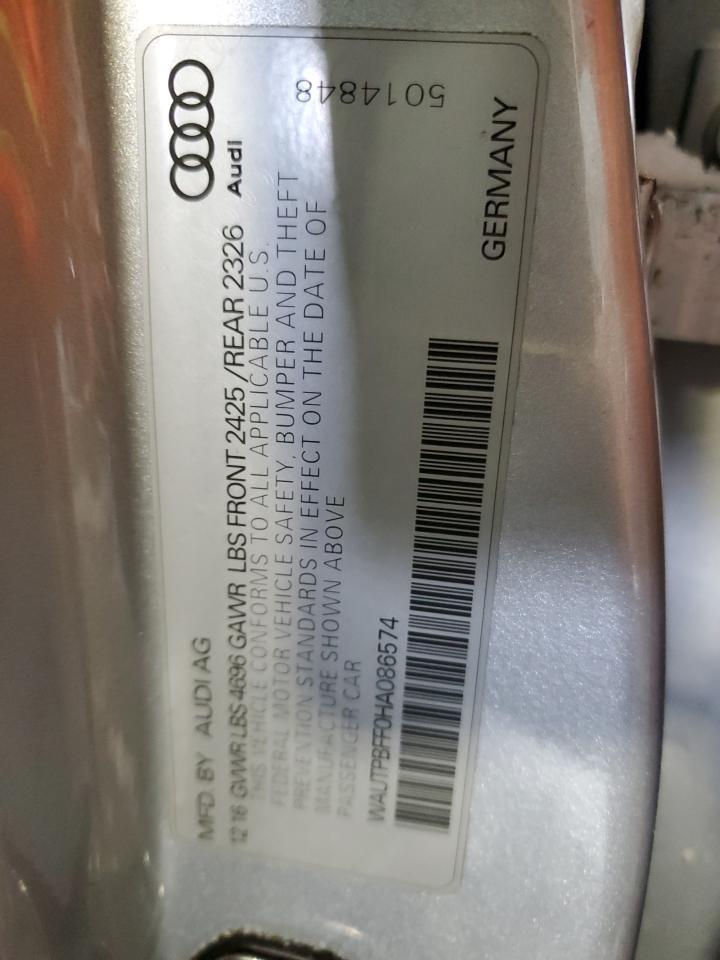 MFD. BY AUDI AG
12 16 GVWR LBS 4696 GAWR LBS FRONT 2425 /REAR 2326
Audi
THIS VEHICLE CONFORMS TO ALL APPLICABLE U.S.
FEDERAL MOTOR VEHICLE SAFETY, BUMPER AND THEFT
PREVENTION STANDARDS IN EFFECT ON THE DATE OF
MANUFACTURE SHOWN ABOVE
PASSENGER CAR
5014848
WAUTPBFF0HA086574
GERMANY